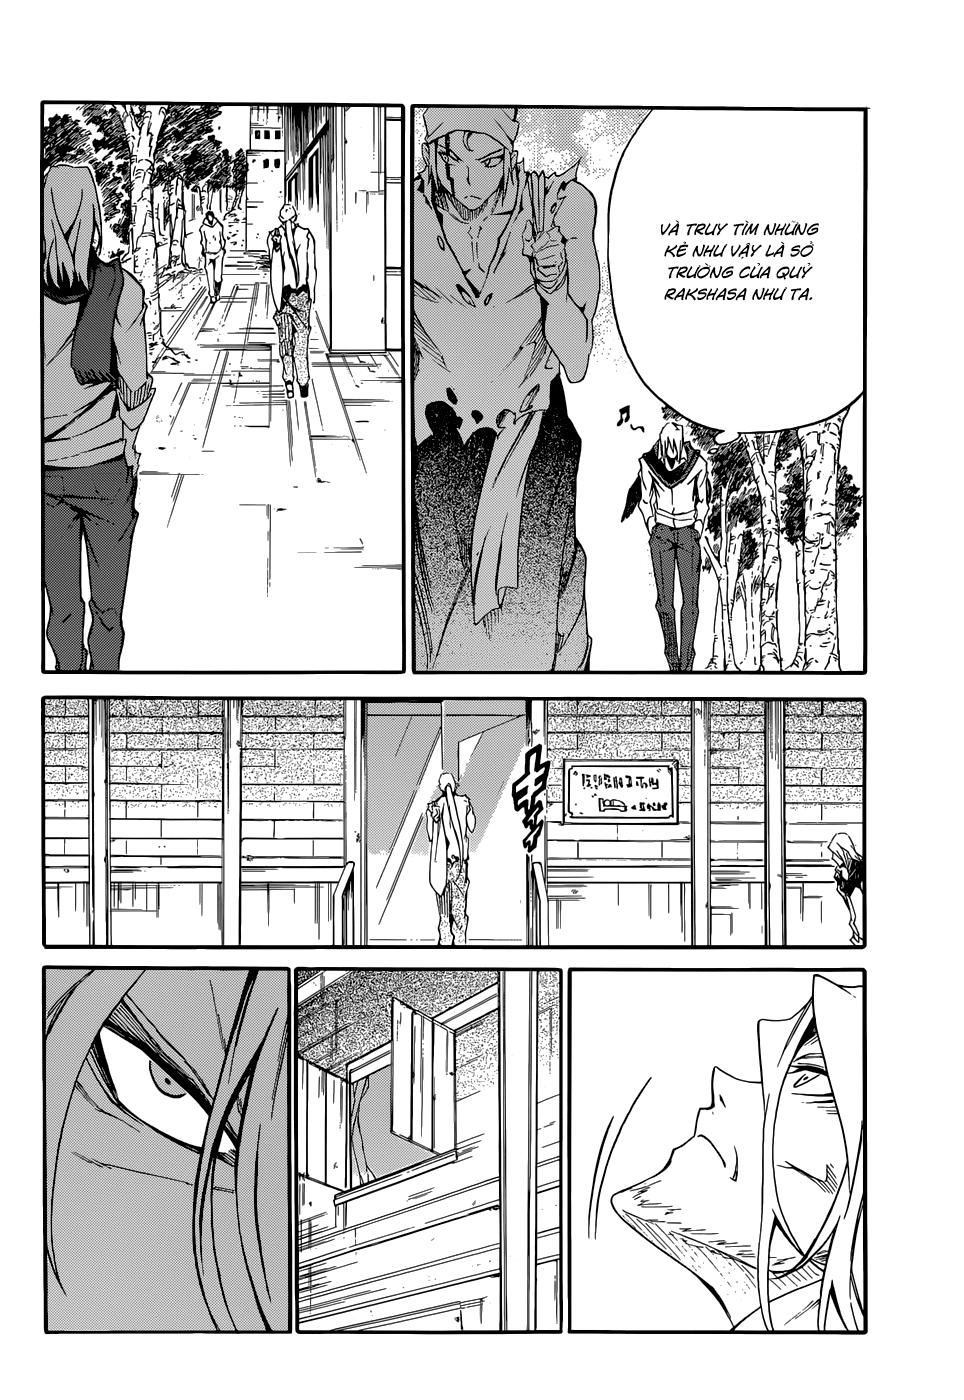 VÀ TRUY TÌM NHỮNG
KẺ NHƯ VẬY LÀ SỞ
TRƯỜNG CỦA QUỶ
RAKSHASA NHƯ TA.